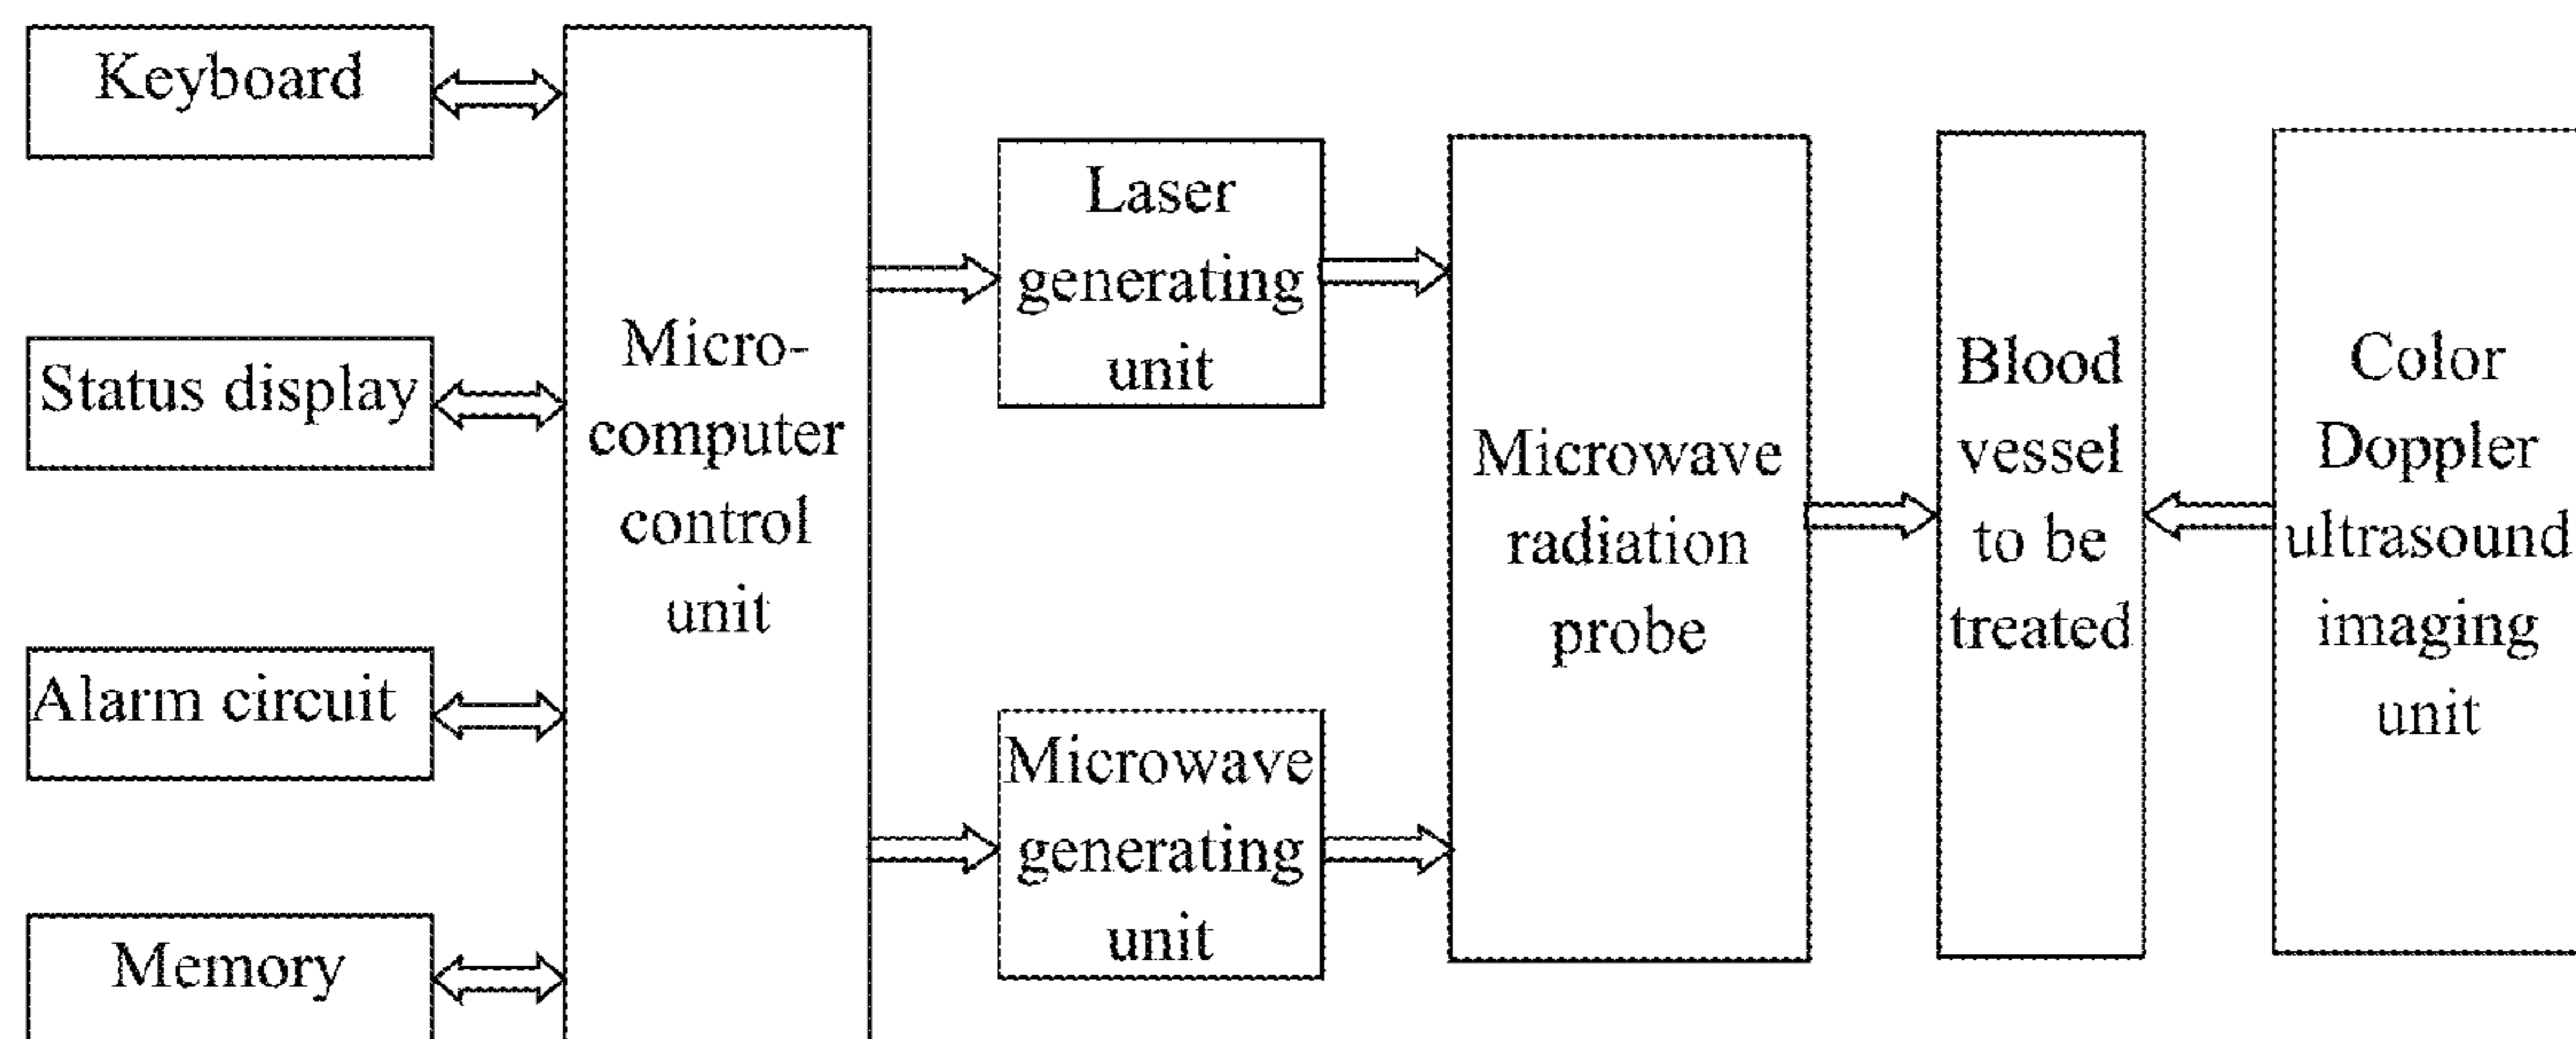 Keyboard
Status display
Alarm circuit
Memory
Micro-
computer
control
unit
Laser
generating
unit
Microwave
generating
unit
Microwave
radiation
probe
Blood
vessel
to be
treated
Color
Doppler
ultrasound
imaging
unit